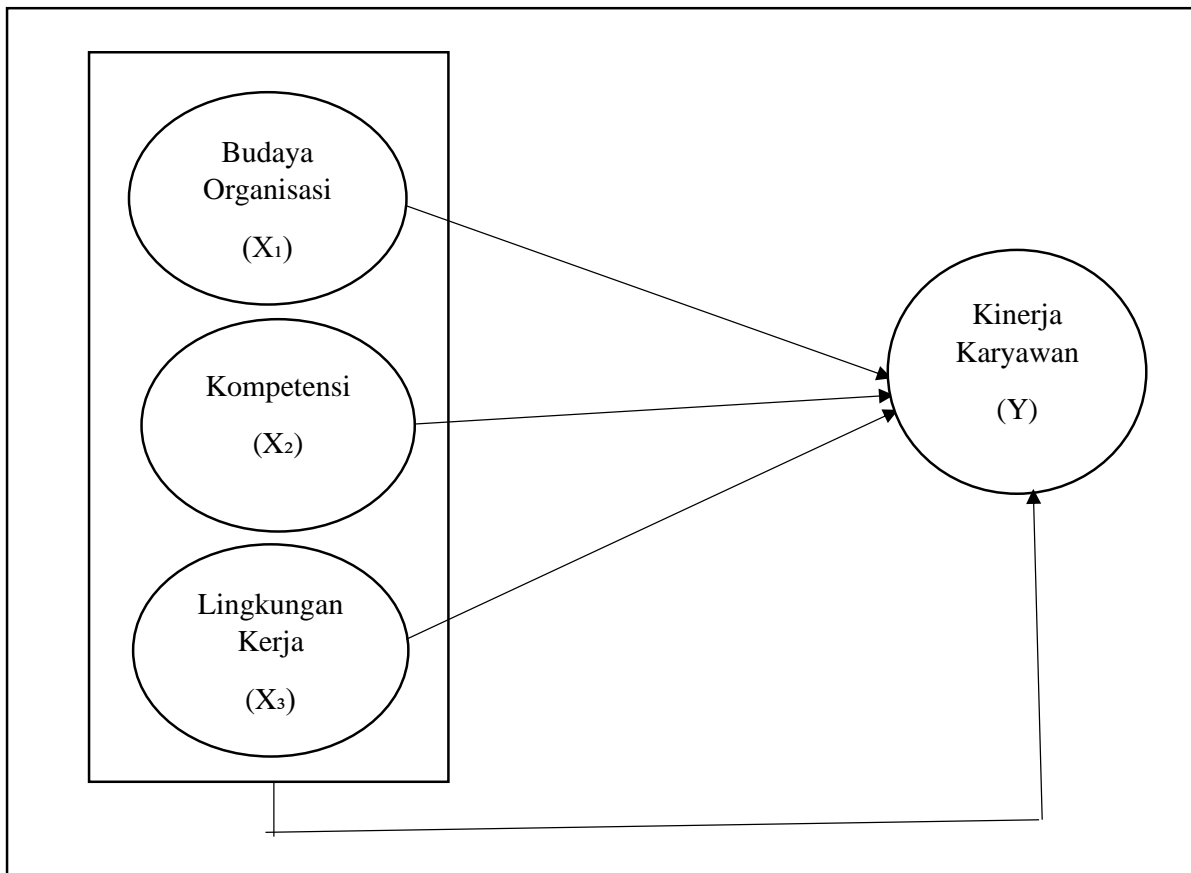 Budaya
Organisasi
(X₁)
Kompetensi
(X₂)
Lingkungan
Kerja
(X₃)
Kinerja
Karyawan
(Y)